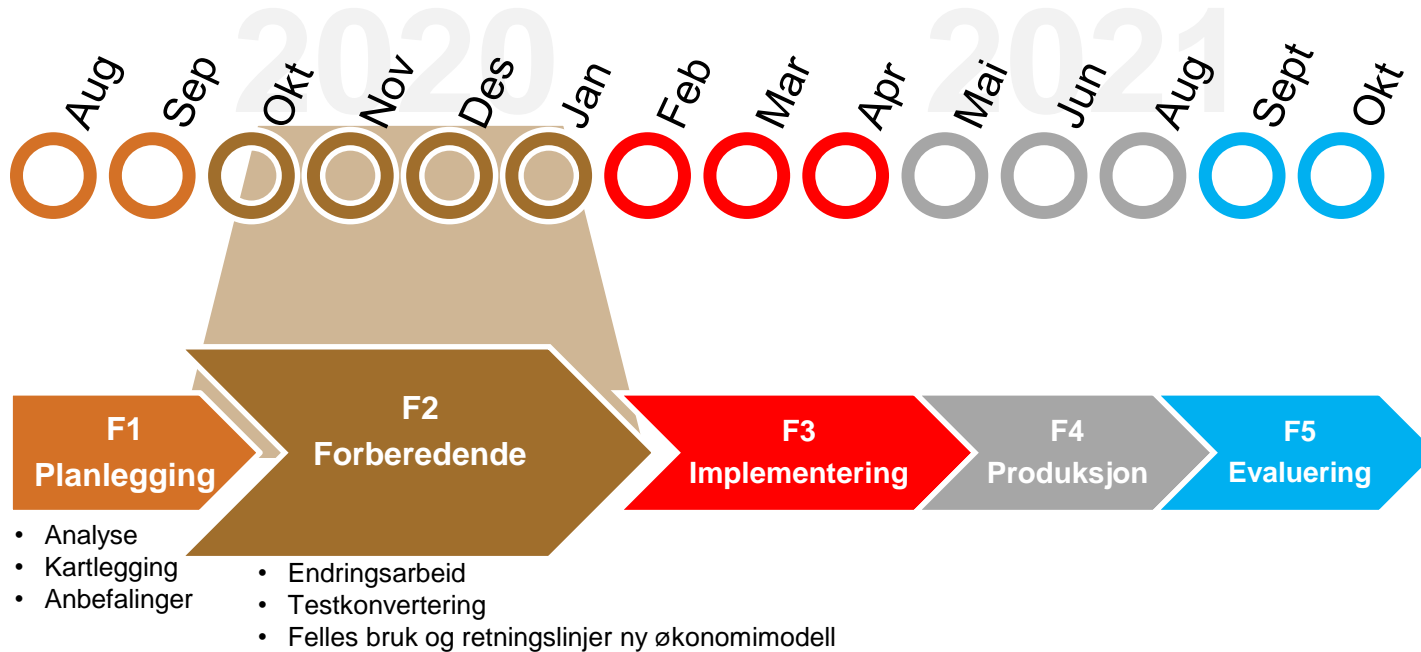 2020
2021
Aug
Sep
Okt
Nov
Des
Jan
Feb
Mar
Apr
Mai
Jun
Aug
Sept
Okt
F1
Planlegging
F2
Forberedende
F3
Implementering
F4
Produksjon
F5
Evaluering
• Analyse
• Kartlegging
• Anbefalinger
• Endringsarbeid
• Testkonvertering
• Felles bruk og retningslinjer ny økonomimodell